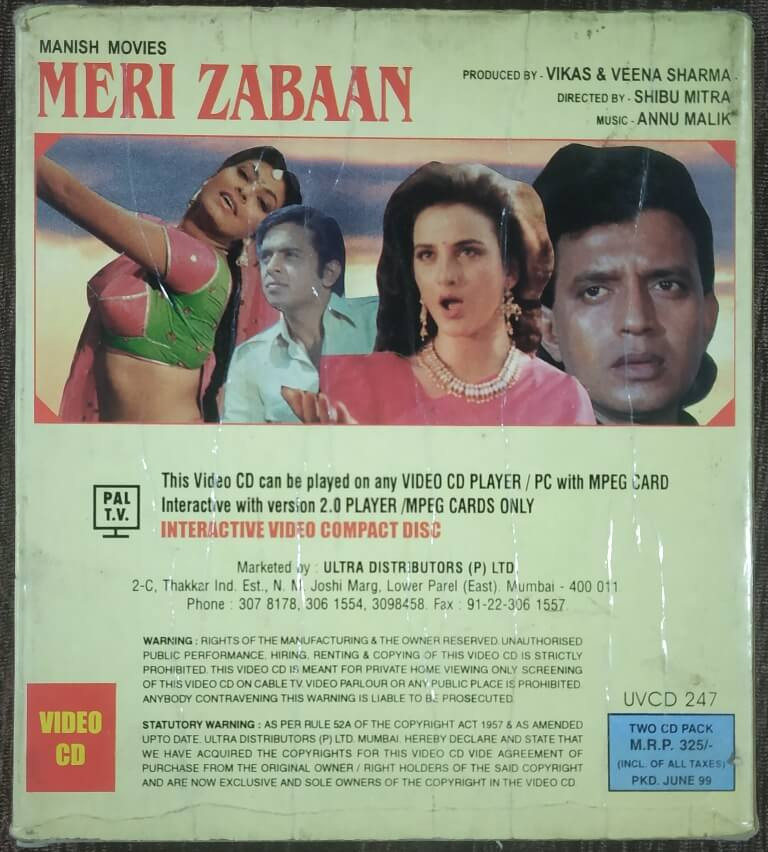 MANISH MOVIES
MERI ZABAAN
PRODUCED BY - VIKAS & VEENA SHARMA -
DIRECTED BY - SHIBU MITRA
MUSIC - ANNU MALIK
PAL
T.V.
This Video CD can be played on any VIDEO CD PLAYER / PC with MPEG CARD
Interactive with version 2.0 PLAYER /MPEG CARDS ONLY
INTERACTIVE VIDEO COMPACT DISC
Marketed by : ULTRA DISTRIBUTORS (P) LTD.
2-C, Thakkar Ind. Est., N. M. Joshi Marg, Lower Parel (East). Mumbai - 400 011
Phone : 307 8178, 306 1554, 3098458. Fax : 91-22-306 1557.
WARNING : RIGHTS OF THE MANUFACTURING & THE OWNER RESERVED. UNAUTHORISED
PUBLIC PERFORMANCE, HIRING, RENTING & COPYING OF THIS VIDEO CD IS STRICTLY
PROHIBITED. THIS VIDEO CD IS MEANT FOR PRIVATE HOME VIEWING ONLY SCREENING
OF THIS VIDEO CD ON CABLE TV VIDEO PARLOUR OR ANY PUBLIC PLACE IS PROHIBITED.
ANYBODY CONTRAVENING THIS WARNING IS LIABLE TO BE PROSECUTED.
STATUTORY WARNING : AS PER RULE 52A OF THE COPYRIGHT ACT 1957 & AS AMENDED
UPTO DATE. ULTRA DISTRIBUTORS (P) LTD. MUMBAI. HEREBY DECLARE AND STATE THAT
WE HAVE ACQUIRED THE COPYRIGHTS FOR THIS VIDEO CD VIDE AGREEMENT OF
PURCHASE FROM THE ORIGINAL OWNER / RIGHT HOLDERS OF THE SAID COPYRIGHT
AND ARE NOW EXCLUSIVE AND SOLE OWNERS OF THE COPYRIGHT IN THE VIDEO CD.
VIDEO
CD
UVCD 247
TWO CD PACK
M.R.P. 325/-
(INCL. OF ALL TAXES)
PKD. JUNE 99